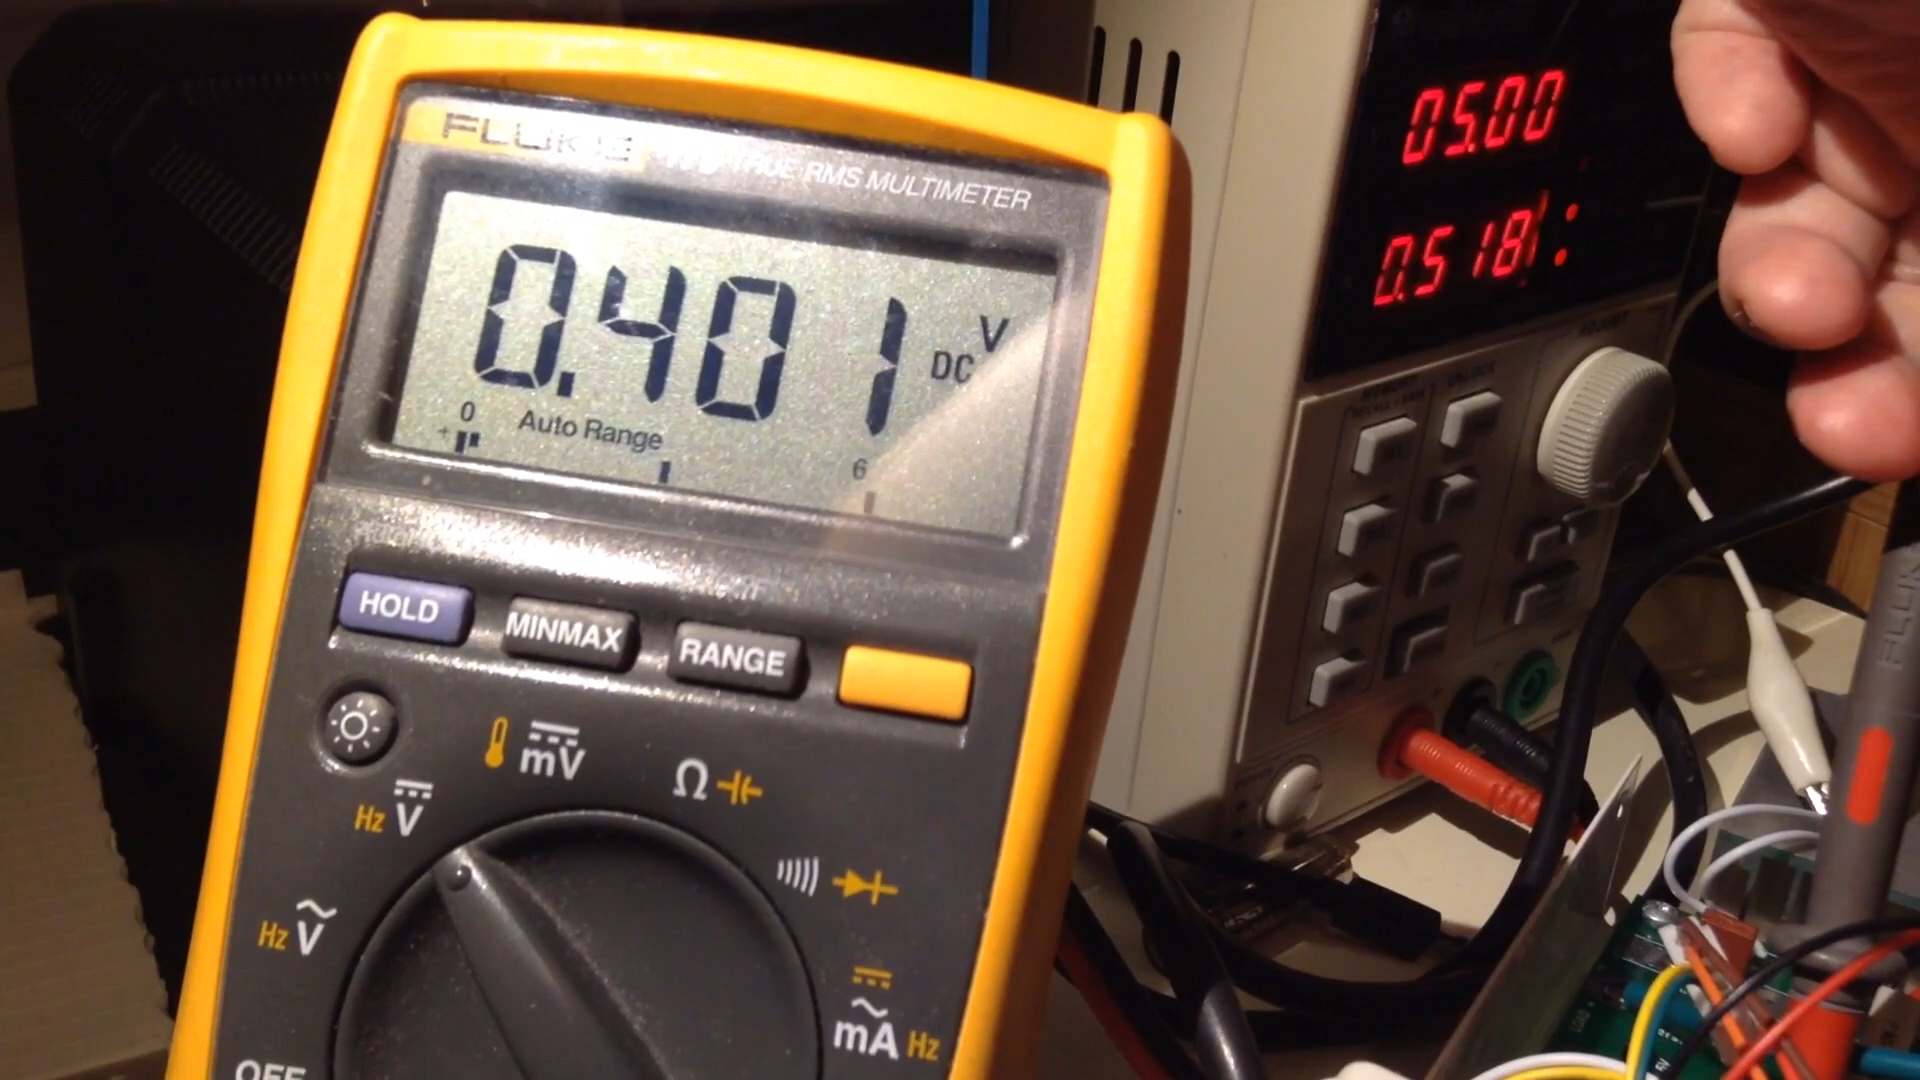 FLUKE
TRUE RMS MULTIMETER
0.401
V
DC
0
Auto Range
6
HOLD
MINMAX
RANGE
mV
Ω
Hz V
Hz V
mA Hz
OFF
05.00
0.518
FLUK